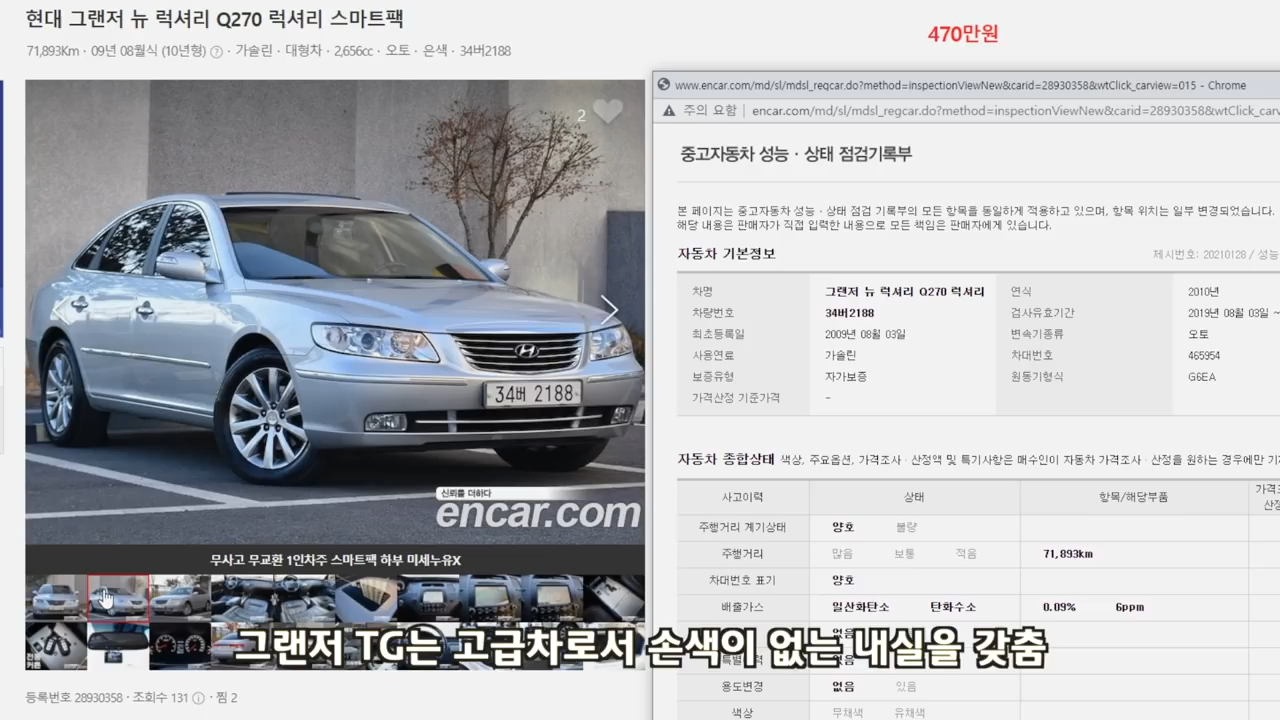 현대 그랜저 뉴 럭셔리 Q270 럭셔리 스마트팩
71,893Km · 09년 08월식 (10년형) ? · 가솔린 · 대형차 · 2,656cc · 오토 · 은색 · 34버2188
470만원
2
34버 2188
신뢰를 더하다
encar.com
무사고 무교환 1인차주 스마트팩 하부 미세누유X
등록번호 28930358 · 조회수 131 · 찜 2
www.encar.com/md/sl/mdsl_regcar.do?method=inspectionViewNew&carid=28930358&wtClick_carview=015 - Chrome
주의 요함 | encar.com/md/sl/mdsl_regcar.do?method=inspectionViewNew&carid=28930358&wtClick_car
중고자동차 성능 · 상태 점검기록부
본 페이지는 중고자동차 성능 · 상태 점검 기록부의 모든 항목을 동일하게 적용하고 있으며, 항목 위치는 일부 변경되었습니다.
해당 내용은 판매자가 직접 입력한 내용으로 모든 책임은 판매자에게 있습니다.
자동차 기본정보
제시번호: 20210128 / 성능
차명 그랜저 뉴 럭셔리 Q270 럭셔리 연식 2010년
차량번호 34버2188 검사유효기간 2019년 08월 03일 ~
최초등록일 2009년 08월 03일 변속기종류 오토
사용연료 가솔린 차대번호 465954
보증유형 자가보증 원동기형식 G6EA
가격산정 기준가격 -
자동차 종합상태 색상, 주요옵션, 가격조사 · 산정액 및 특기사항은 매수인이 자동차 가격조사 · 산정을 원하는 경우에만
사고이력 상태 항목/해당부품
주행거리 계기상태 양호 불량
주행거리 많음 보통 적음 71,893km
차대번호 표기 양호
배출가스 일산화탄소 탄화수소 0.09% 6ppm
용도변경 없음 있음
색상 무채색 유채색
그랜저 TG는 고급차로서 손색이 없는 내실을 갖춤